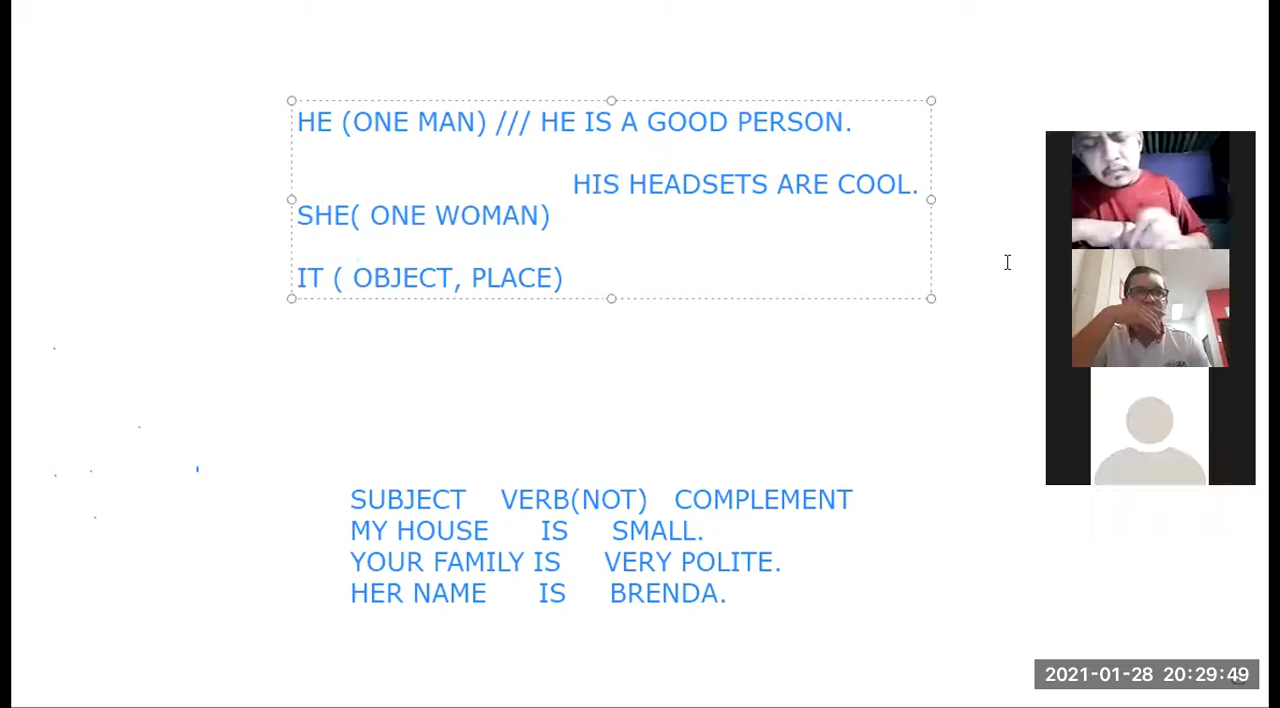 HE (ONE MAN) /// HE IS A GOOD PERSON.
HIS HEADSETS ARE COOL.
SHE( ONE WOMAN)
IT ( OBJECT, PLACE)
SUBJECT VERB(NOT) COMPLEMENT
MY HOUSE IS SMALL.
YOUR FAMILY IS VERY POLITE.
HER NAME IS BRENDA.
2021-01-28 20:29:49